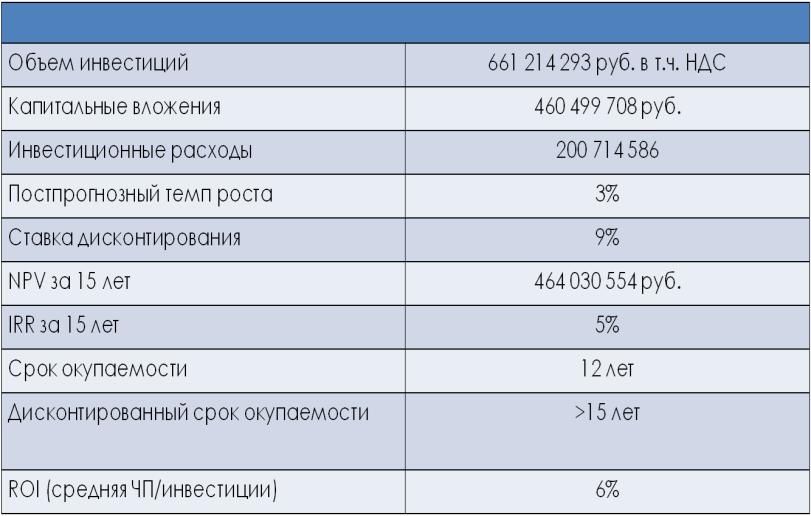 Объем инвестиций 661 214 293 руб. в т.ч. НДС
Капитальные вложения 460 499 708 руб.
Инвестиционные расходы 200 714 586
Постпрогнозный темп роста 3%
Ставка дисконтирования 9%
NPV за 15 лет 464 030 554 руб.
IRR за 15 лет 5%
Срок окупаемости 12 лет
Дисконтированный срок окупаемости >15 лет
ROI (средняя ЧП/инвестиции) 6%